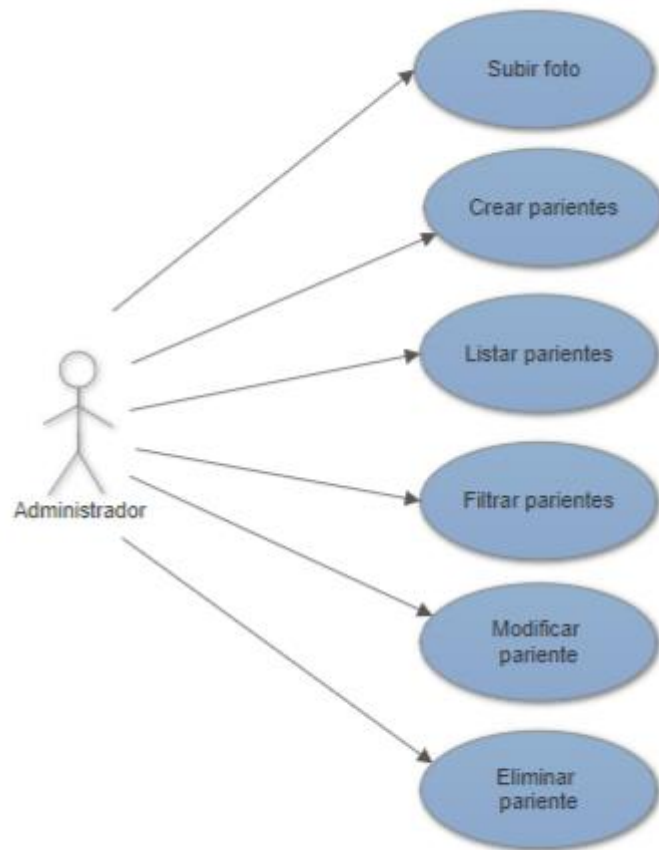 Subir foto
Crear parientes
Listar parientes
Administrador
Filtrar parientes
Modificar
pariente
Eliminar
pariente